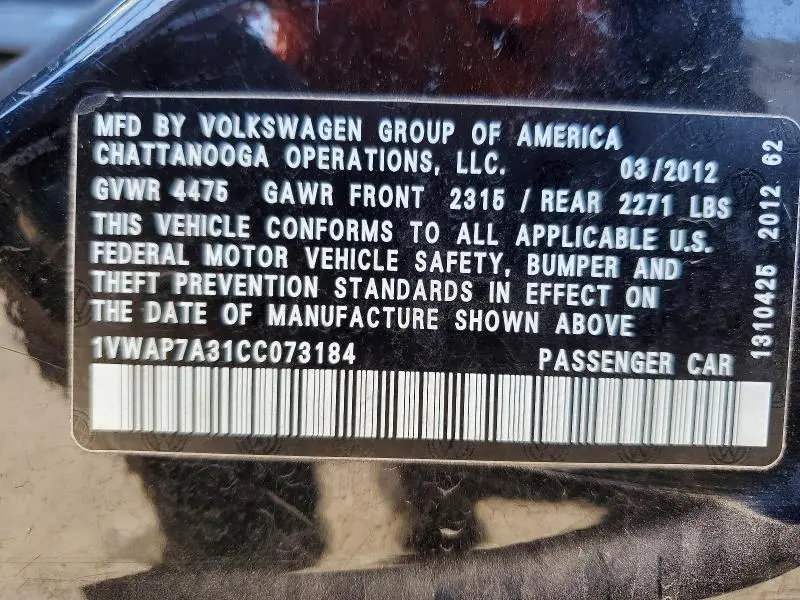 MFD BY VOLKSWAGEN GROUP OF AMERICA
CHATTANOOGA OPERATIONS, LLC. 03/2012
GVWR 4475 GAWR FRONT 2315 / REAR 2271 LBS
THIS VEHICLE CONFORMS TO ALL APPLICABLE U.S.
FEDERAL MOTOR VEHICLE SAFETY, BUMPER AND
THEFT PREVENTION STANDARDS IN EFFECT ON
THE DATE OF MANUFACTURE SHOWN ABOVE
1VWAP7A31CC073184 PASSENGER CAR
1310425 2012 62